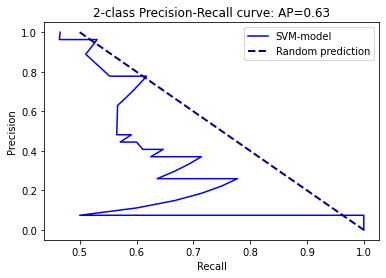 2-class Precision-Recall curve: AP=0.63
SVM-model
Random prediction
Precision
1.0
0.8
0.6
0.4
0.2
0.0
0.5
0.6
0.7
0.8
0.9
1.0
Recall